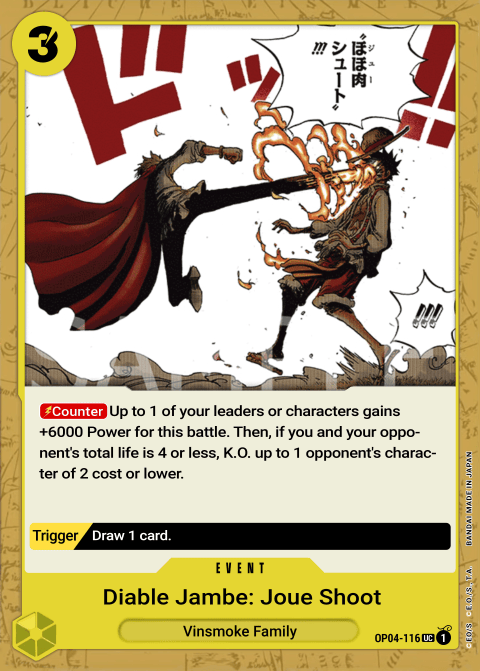 3
"ほほ肉
ジュー
シュート"
!!!
ドッ
!!
!!!
⚡Counter Up to 1 of your leaders or characters gains
+6000 Power for this battle. Then, if you and your oppo-
nent's total life is 4 or less, K.O. up to 1 opponent's charac-
ter of 2 cost or lower.
Trigger Draw 1 card.
EVENT
Diable Jambe: Joue Shoot
Vinsmoke Family
OP04-116 UC 1
BANDAI MADE IN JAPAN